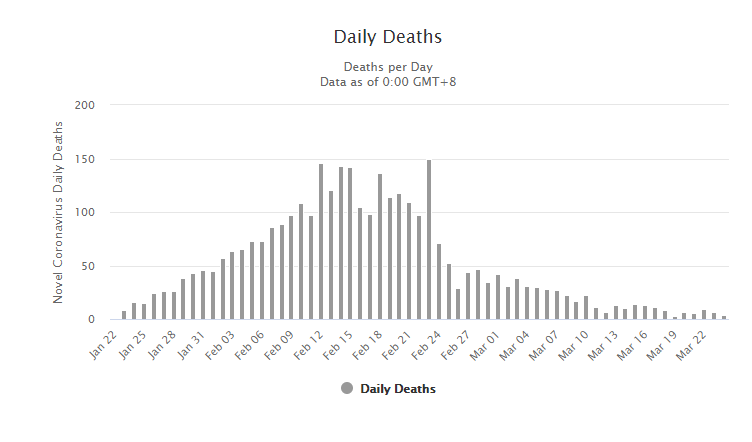 Daily Deaths
Deaths per Day
Data as of 0:00 GMT+8
Novel Coronavirus Daily Deaths
200
150
100
50
0
Jan 22
Jan 25
Jan 28
Jan 31
Feb 03
Feb 06
Feb 09
Feb 12
Feb 15
Feb 18
Feb 21
Feb 24
Feb 27
Mar 01
Mar 04
Mar 07
Mar 10
Mar 13
Mar 16
Mar 19
Mar 22
Daily Deaths